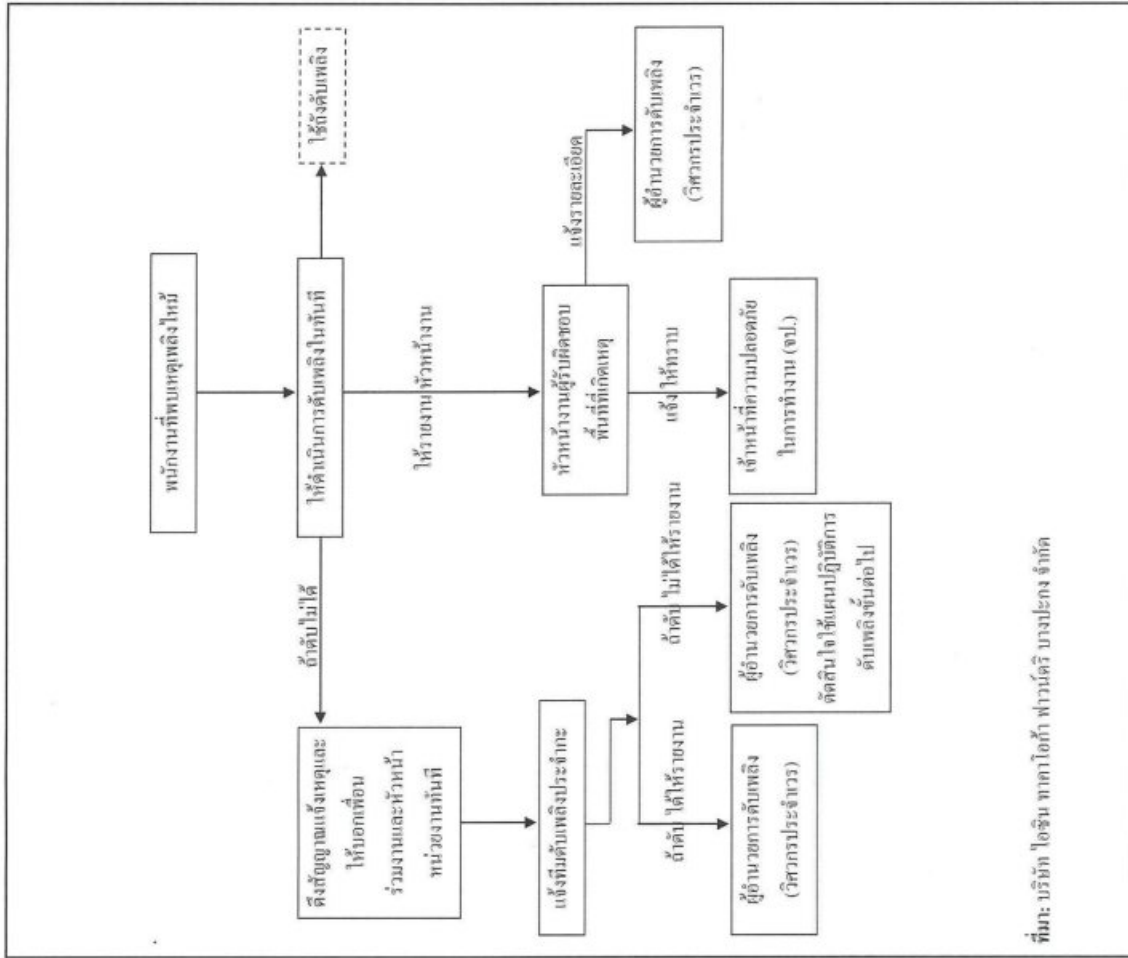 พนักงานที่พบเหตุเพลิงไหม้
ให้ดำเนินการดับเพลิงในทันที
ใช้ถังดับเพลิง
ถ้าดับไม่ได้
ให้รายงานหัวหน้างาน
ดึงสัญญาณแจ้งเหตุและ
ให้บอกเพื่อน
ร่วมงานและหัวหน้า
หน่วยงานทันที
หัวหน้างานผู้รับผิดชอบ
พื้นที่ที่เกิดเหตุ
แจ้งรายละเอียด
ผู้อำนวยการดับเพลิง
(วิศวกรประจำเวร)
แจ้งทีมดับเพลิงประจำกะ
แจ้งให้ทราบ
ถ้าดับ ได้ให้รายงาน
ถ้าดับ ไม่ได้ให้รายงาน
ผู้อำนวยการดับเพลิง
(วิศวกรประจำเวร)
ผู้อำนวยการดับเพลิง
(วิศวกรประจำเวร)
ตัดสินใจใช้แผนปฏิบัติการ
ดับเพลิงขั้นต่อไป
เจ้าหน้าที่ความปลอดภัย
ในการทำงาน (จป.)
ที่มา: บริษัท ไอซิน ทาคาโอก้า ฟาวน์ดริ บางปะกง จำกัด